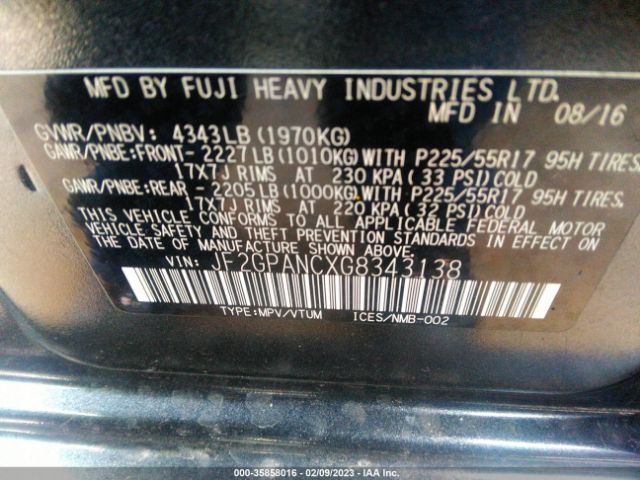 MFD BY FUJI HEAVY INDUSTRIES LTD.
MFD IN 08/16
GVWR/PNBV: 4343LB (1970KG)
GAWR/PNBE:FRONT- 2227 LB (1010KG) WITH P225/55R17 95H TIRES.
17X7J RIMS AT 230 KPA ( 33 PSI) COLD
GAWR/PNBE:REAR - 2205 LB (1000KG) WITH P225/55R17 95H TIRES.
17X7J RIMS AT 220 KPA ( 32 PSI) COLD
THIS VEHICLE CONFORMS TO ALL APPLICABLE FEDERAL MOTOR
VEHICLE SAFETY AND THEFT PREVENTION STANDARDS IN EFFECT ON
THE DATE OF MANUFACTURE SHOWN ABOVE.
VIN: JF2GPANCXG8343138
TYPE:MPV/VTUM ICES/NMB-002
000-35858016 - 02/09/2023 - IAA Inc.